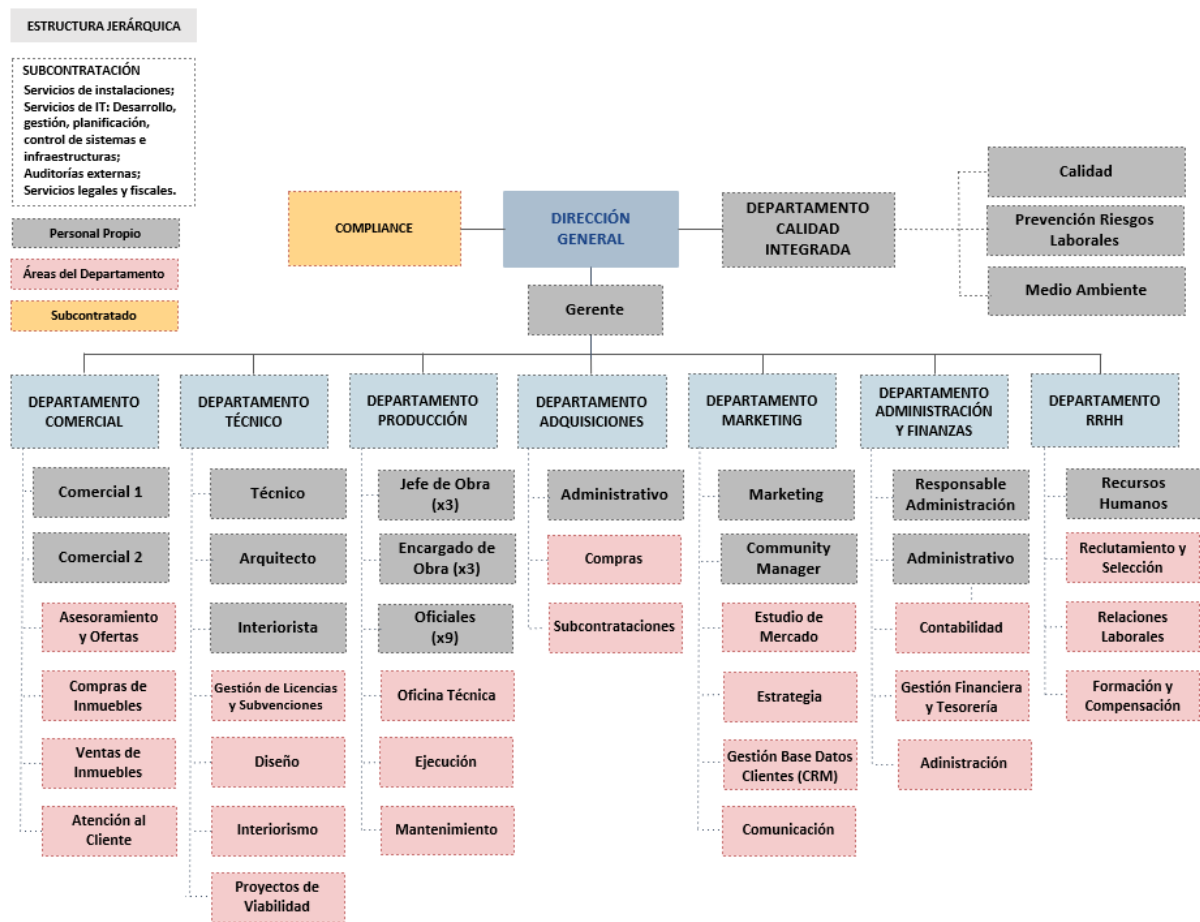 ESTRUCTURA JERÁRQUICA
SUBCONTRATACIÓN
Servicios de instalaciones;
Servicios de IT: Desarrollo,
gestión, planificación,
control de sistemas e
infraestructuras;
Auditorías externas;
Servicios legales y fiscales.
Personal Propio
Áreas del Departamento
Subcontratado
COMPLIANCE
DIRECCIÓN
GENERAL
DEPARTAMENTO
CALIDAD
INTEGRADA
Calidad
Prevención Riesgos
Laborales
Medio Ambiente
Gerente
DEPARTAMENTO
COMERCIAL
Comercial 1
Comercial 2
Asesoramiento
y Ofertas
Compras de
Inmuebles
Ventas de
Inmuebles
Atención al
Cliente
DEPARTAMENTO
TÉCNICO
Técnico
Arquitecto
Interiorista
Gestión de Licencias
y Subvenciones
Diseño
Interiorismo
Proyectos de
Viabilidad
DEPARTAMENTO
PRODUCCIÓN
Jefe de Obra
(x3)
Encargado de
Obra (x3)
Oficiales
(x9)
Oficina Técnica
Ejecución
Mantenimiento
DEPARTAMENTO
ADQUISICIONES
Administrativo
Compras
Subcontrataciones
DEPARTAMENTO
MARKETING
Marketing
Community
Manager
Estudio de
Mercado
Estrategia
Gestión Base Datos
Clientes (CRM)
Comunicación
DEPARTAMENTO
ADMINISTRACIÓN
Y FINANZAS
Responsable
Administración
Administrativo
Contabilidad
Gestión Financiera
y Tesorería
Adinistración
DEPARTAMENTO
RRHH
Recursos
Humanos
Reclutamiento y
Selección
Relaciones
Laborales
Formación y
Compensación